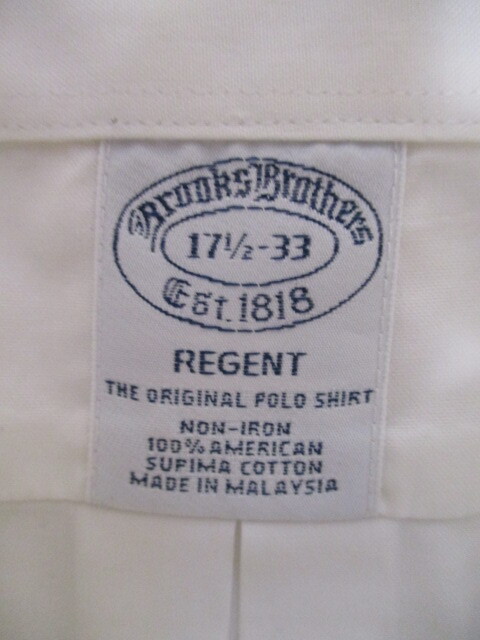 Brooks Brothers
17½-33
Est. 1818
REGENT
THE ORIGINAL POLO SHIRT
NON-IRON
100% AMERICAN
SUPIMA COTTON
MADE IN MALAYSIA